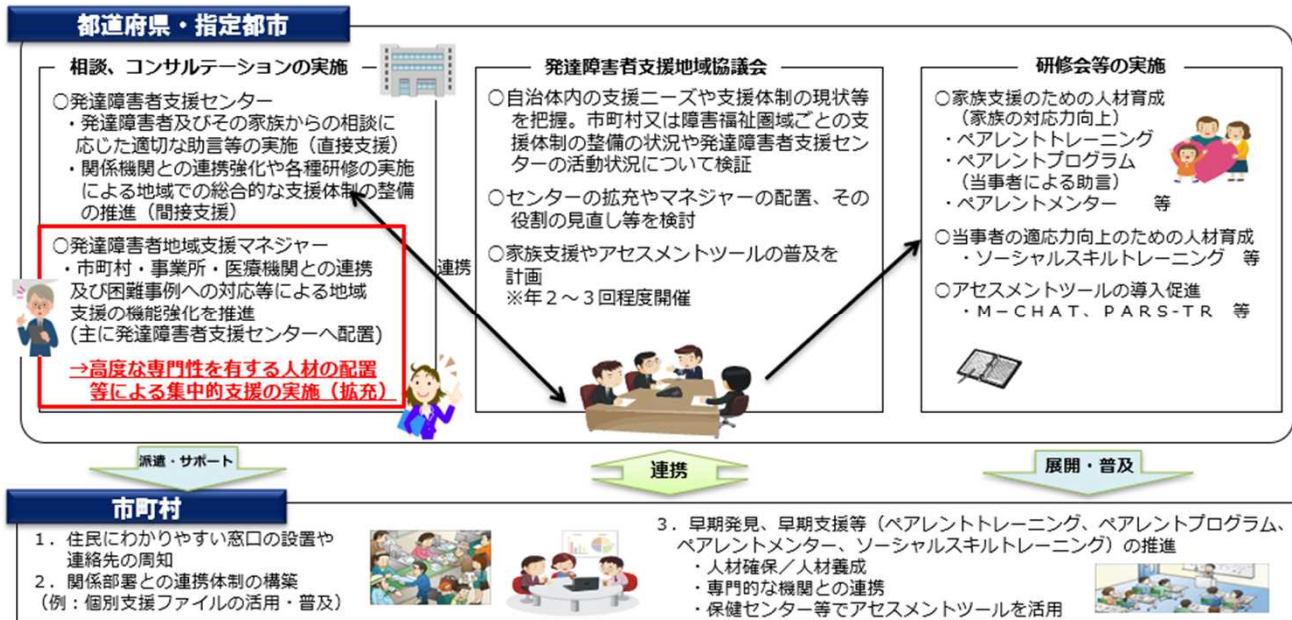 都道府県・指定都市
相談、コンサルテーションの実施
○発達障害者支援センター
・発達障害者及びその家族からの相談に
応じた適切な助言等の実施（直接支援）
・関係機関との連携強化や各種研修の実施
による地域での総合的な支援体制の整備
の推進（間接支援）
○発達障害者地域支援マネジャー
・市町村・事業所・医療機関との連携
及び困難事例への対応等による地域
支援の機能強化を推進
(主に発達障害者支援センターへ配置)
→高度な専門性を有する人材の配置
等による集中的支援の実施（拡充）
連携
発達障害者支援地域協議会
○自治体内の支援ニーズや支援体制の現状等
を把握。市町村又は障害福祉圏域ごとの支
援体制の整備の状況や発達障害者支援セン
ターの活動状況について検証
○センターの拡充やマネジャーの配置、その
役割の見直し等を検討
○家族支援やアセスメントツールの普及を
計画
※年２～３回程度開催
研修会等の実施
○家族支援のための人材育成
（家族の対応力向上）
・ペアレントトレーニング
・ペアレントプログラム
（当事者による助言）
・ペアレントメンター　等
○当事者の適応力向上のための人材育成
・ソーシャルスキルトレーニング　等
○アセスメントツールの導入促進
・Ｍ－ＣＨＡＴ、ＰＡＲＳ-ＴＲ　等
派遣・サポート
連携
展開・普及
市町村
１．住民にわかりやすい窓口の設置や
連絡先の周知
２．関係部署との連携体制の構築
（例：個別支援ファイルの活用・普及）
３．早期発見、早期支援等（ペアレントトレーニング、ペアレントプログラム、
ペアレントメンター、ソーシャルスキルトレーニング）の推進
・人材確保／人材養成
・専門的な機関との連携
・保健センター等でアセスメントツールを活用